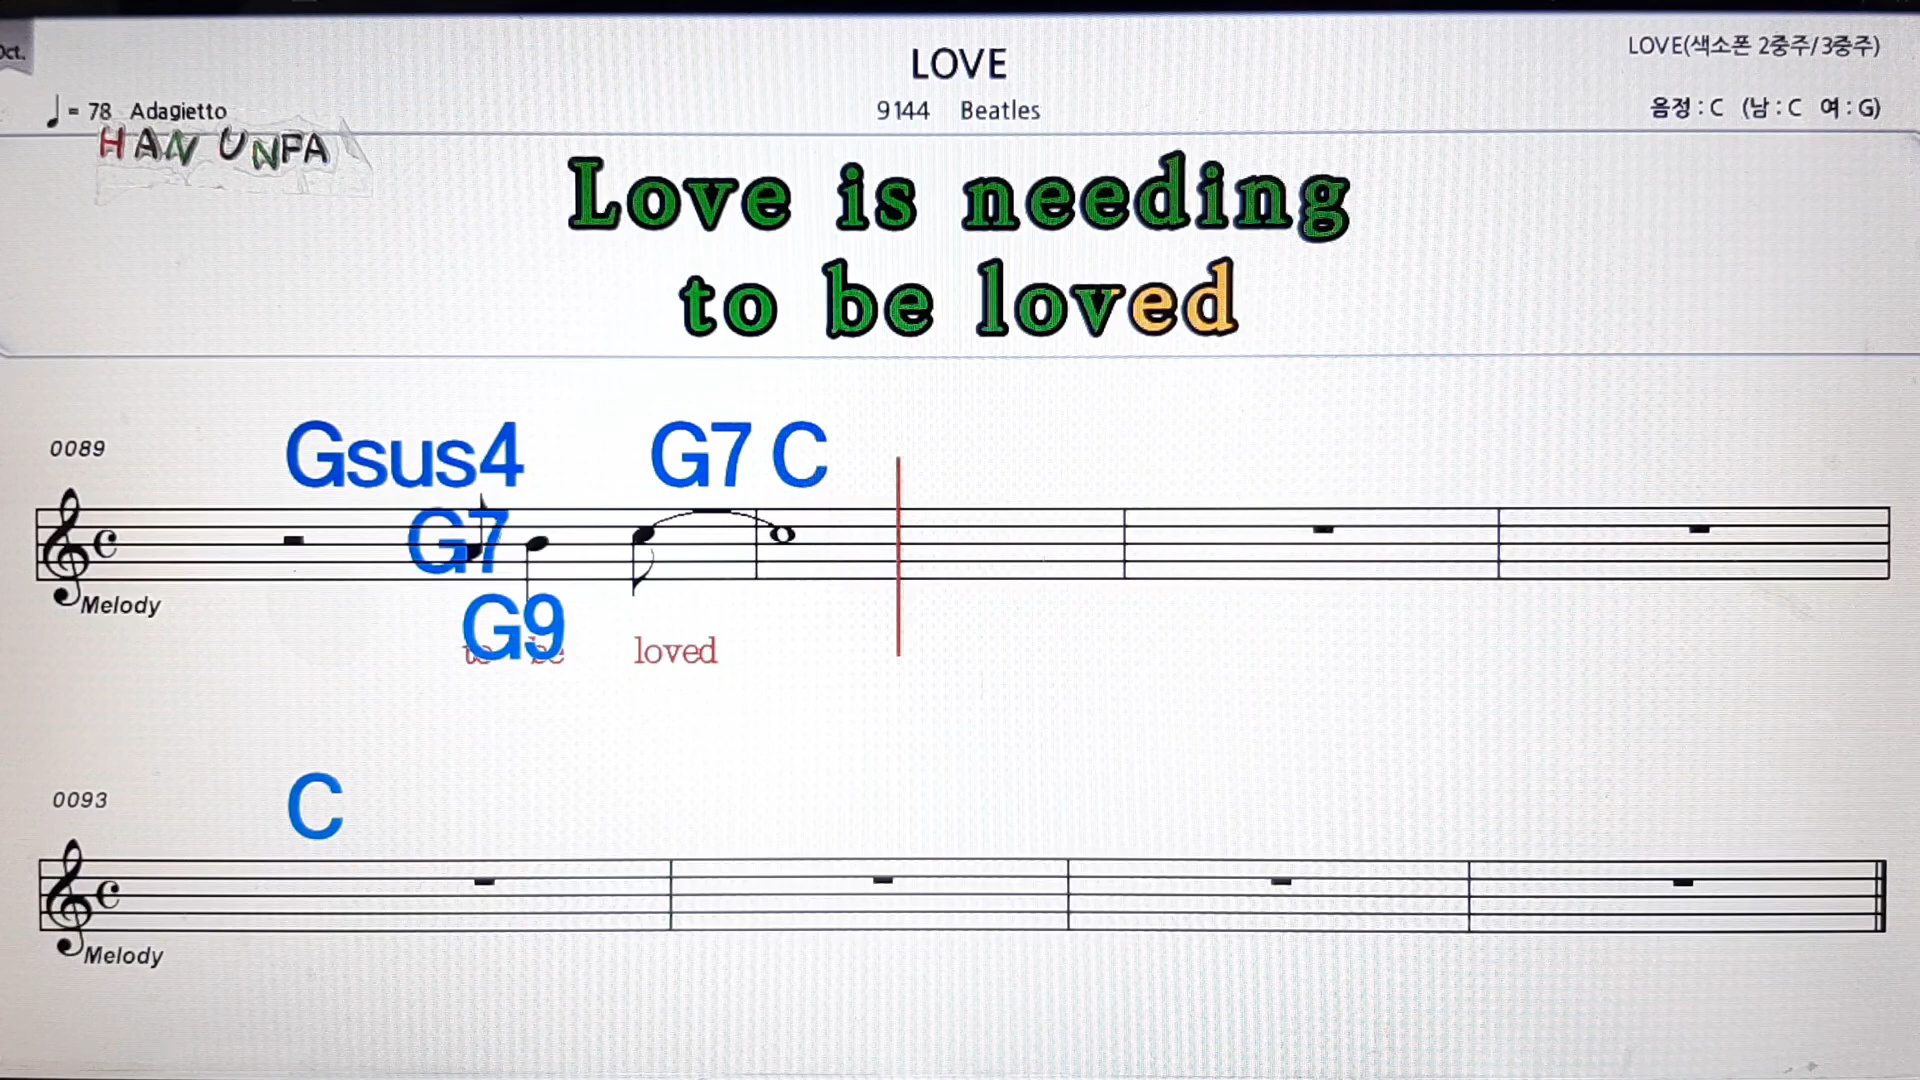 Oct.
LOVE
LOVE(색소폰 2중주/3중주)
= 78 Adagietto
9144 Beatles
음정 : C (남 : C 여 : G)
HAN UNFA
Love is needing
to be loved
0089
Gsus4 G7 C
G7
Melody
G9
to be loved
0093
C
Melody